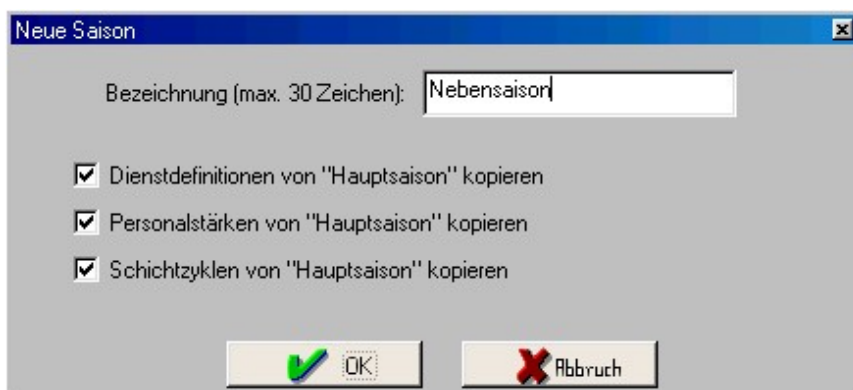 Neue Saison
Bezeichnung (max. 30 Zeichen): Nebensaison
Dienstdefinitionen von "Hauptsaison" kopieren
Personalstärken von "Hauptsaison" kopieren
Schichtzyklen von "Hauptsaison" kopieren
OK Abbruch